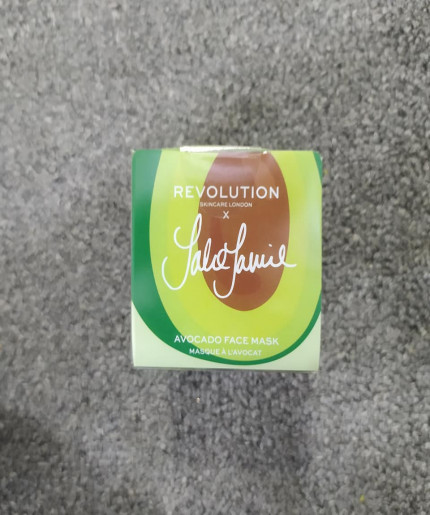 REVOLUTION
SKINCARE LONDON
X
Jake-Jamie
AVOCADO FACE MASK
MASQUE À L'AVOCAT